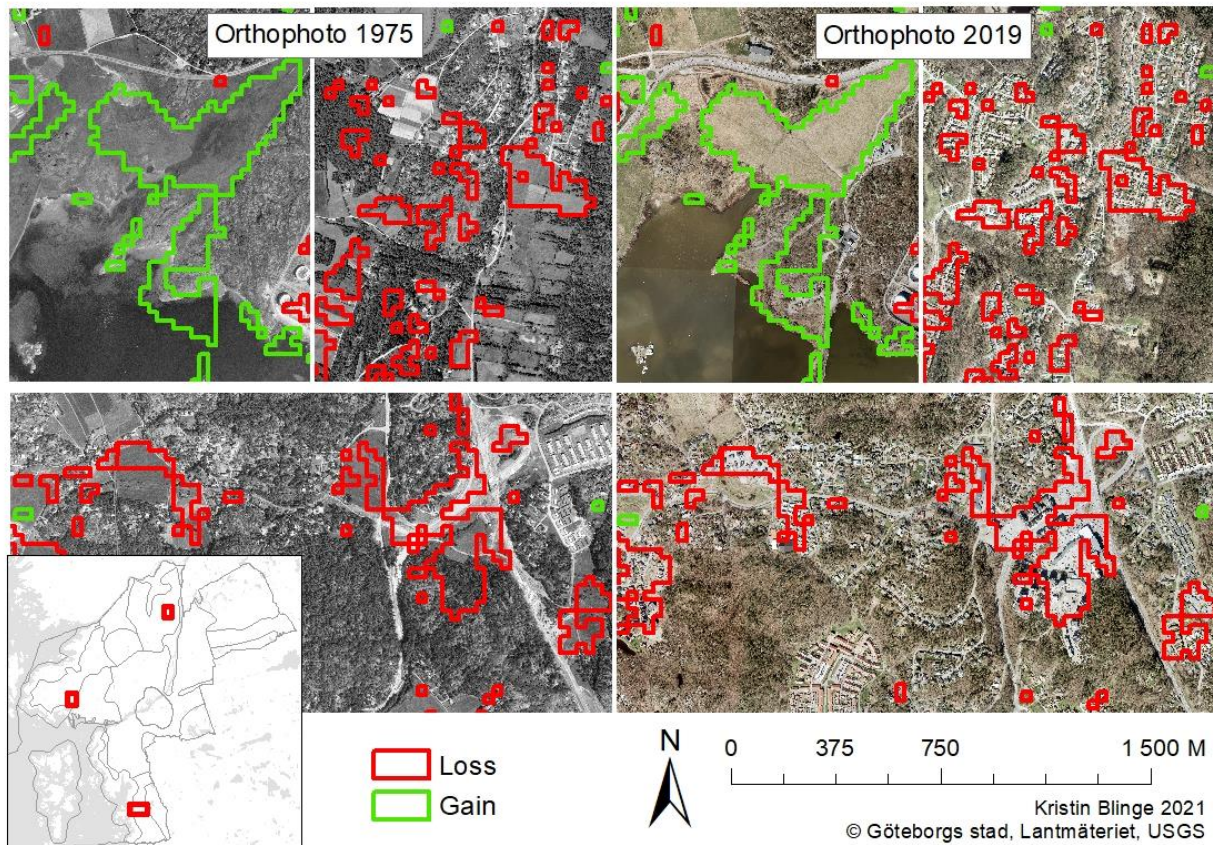 Orthophoto 1975
Orthophoto 2019
Loss
Gain
N
0 375 750 1 500 M
Kristin Blinge 2021
© Göteborgs stad, Lantmäteriet, USGS